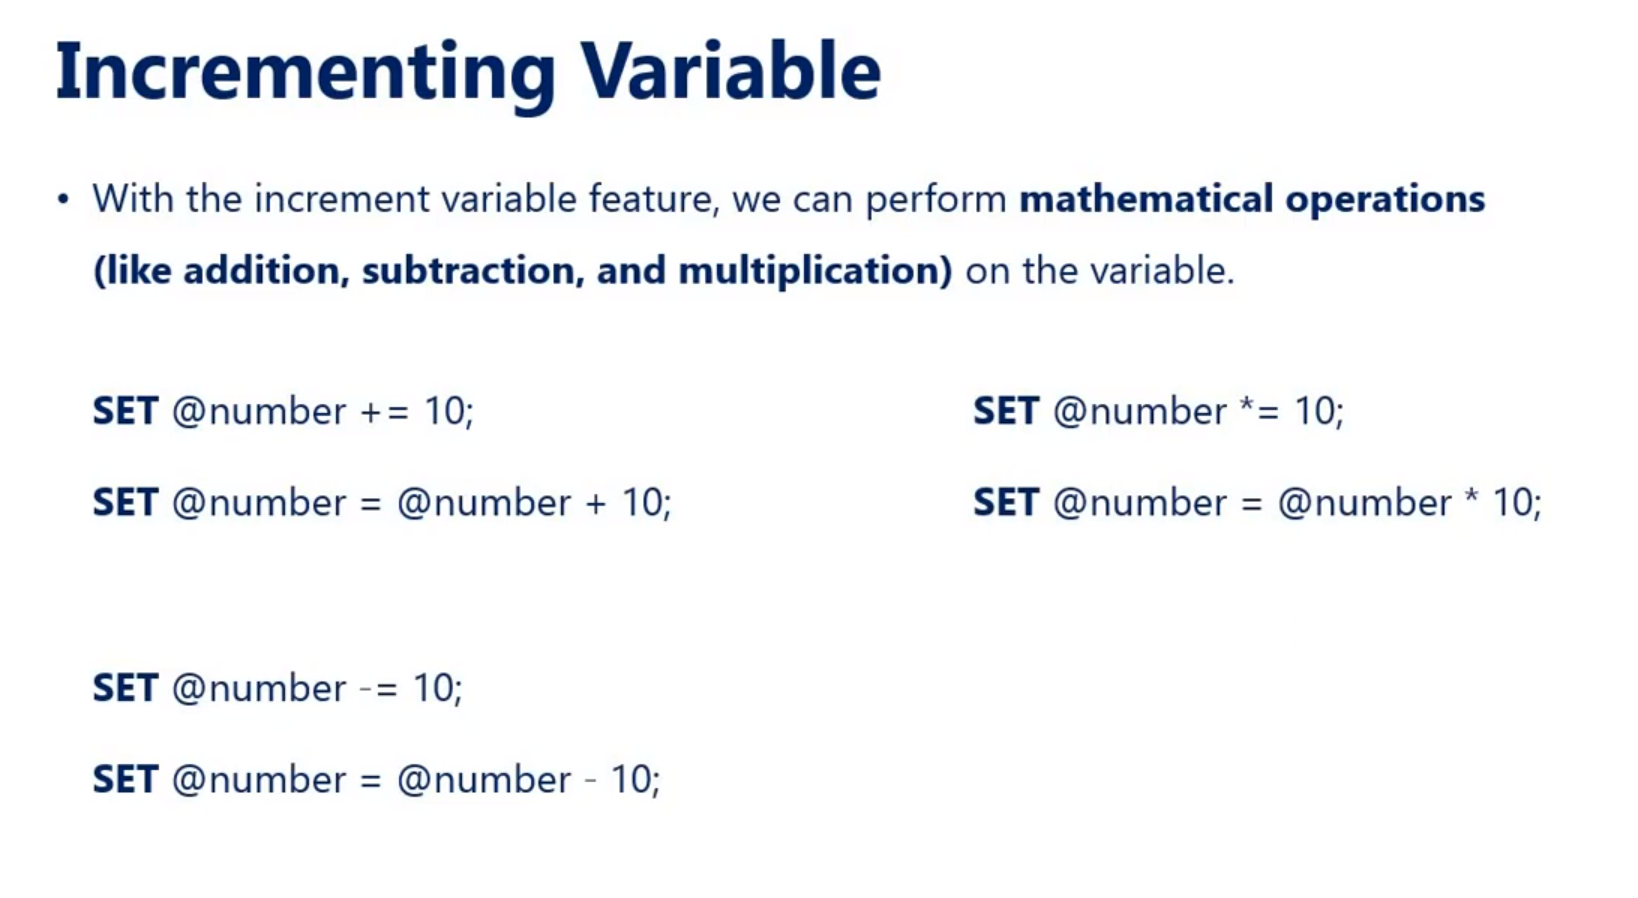 Incrementing Variable
• With the increment variable feature, we can perform mathematical operations
(like addition, subtraction, and multiplication) on the variable.
SET @number += 10;
SET @number = @number + 10;
SET @number *= 10;
SET @number = @number * 10;
SET @number -= 10;
SET @number = @number - 10;